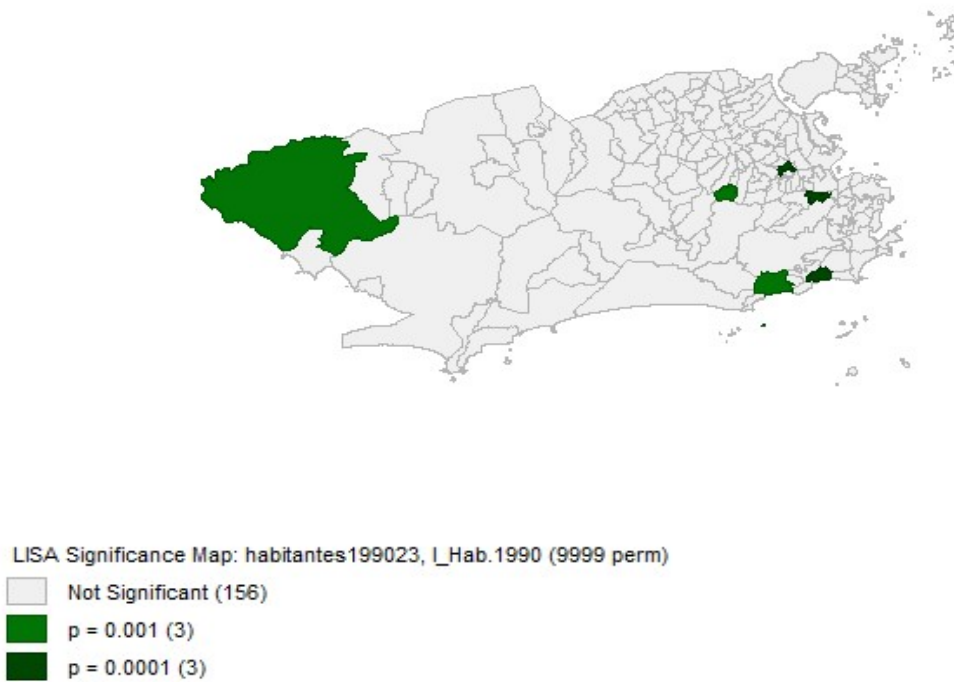 LISA Significance Map: habitantes199023, I_Hab.1990 (9999 perm)
Not Significant (156)
p = 0.001 (3)
p = 0.0001 (3)